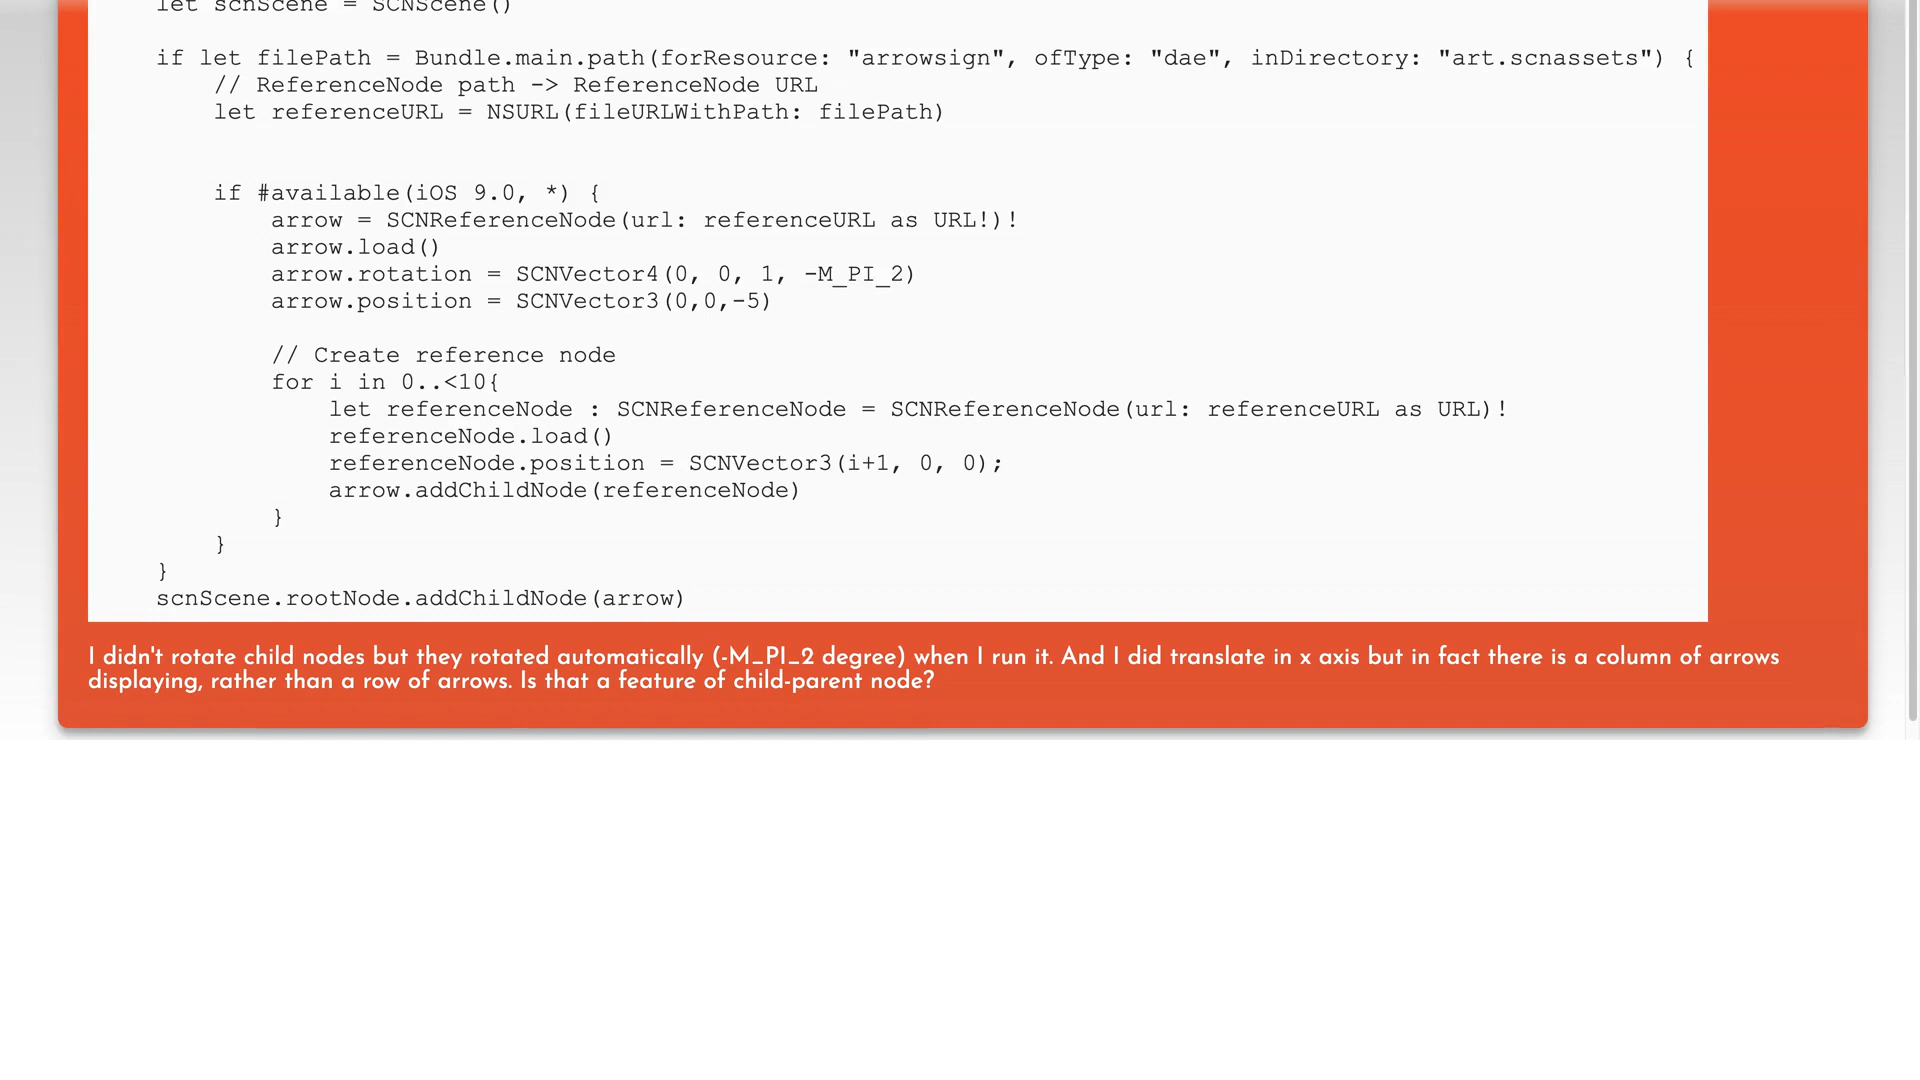 let scnScene = SCNScene()
if let filePath = Bundle.main.path(forResource: "arrowsign", ofType: "dae", inDirectory: "art.scnassets") {
// ReferenceNode path -> ReferenceNode URL
let referenceURL = NSURL(fileURLWithPath: filePath)
if #available(iOS 9.0, *) {
arrow = SCNReferenceNode(url: referenceURL as URL!)!
arrow.load()
arrow.rotation = SCNVector4(0, 0, 1, -M_PI_2)
arrow.position = SCNVector3(0,0,-5)
// Create reference node
for i in 0..<10{
let referenceNode : SCNReferenceNode = SCNReferenceNode(url: referenceURL as URL)!
referenceNode.load()
referenceNode.position = SCNVector3(i+1, 0, 0);
arrow.addChildNode(referenceNode)
}
}
}
scnScene.rootNode.addChildNode(arrow)
I didn't rotate child nodes but they rotated automatically (-M_PI_2 degree) when I run it. And I did translate in x axis but in fact there is a column of arrows
displaying, rather than a row of arrows. Is that a feature of child-parent node?